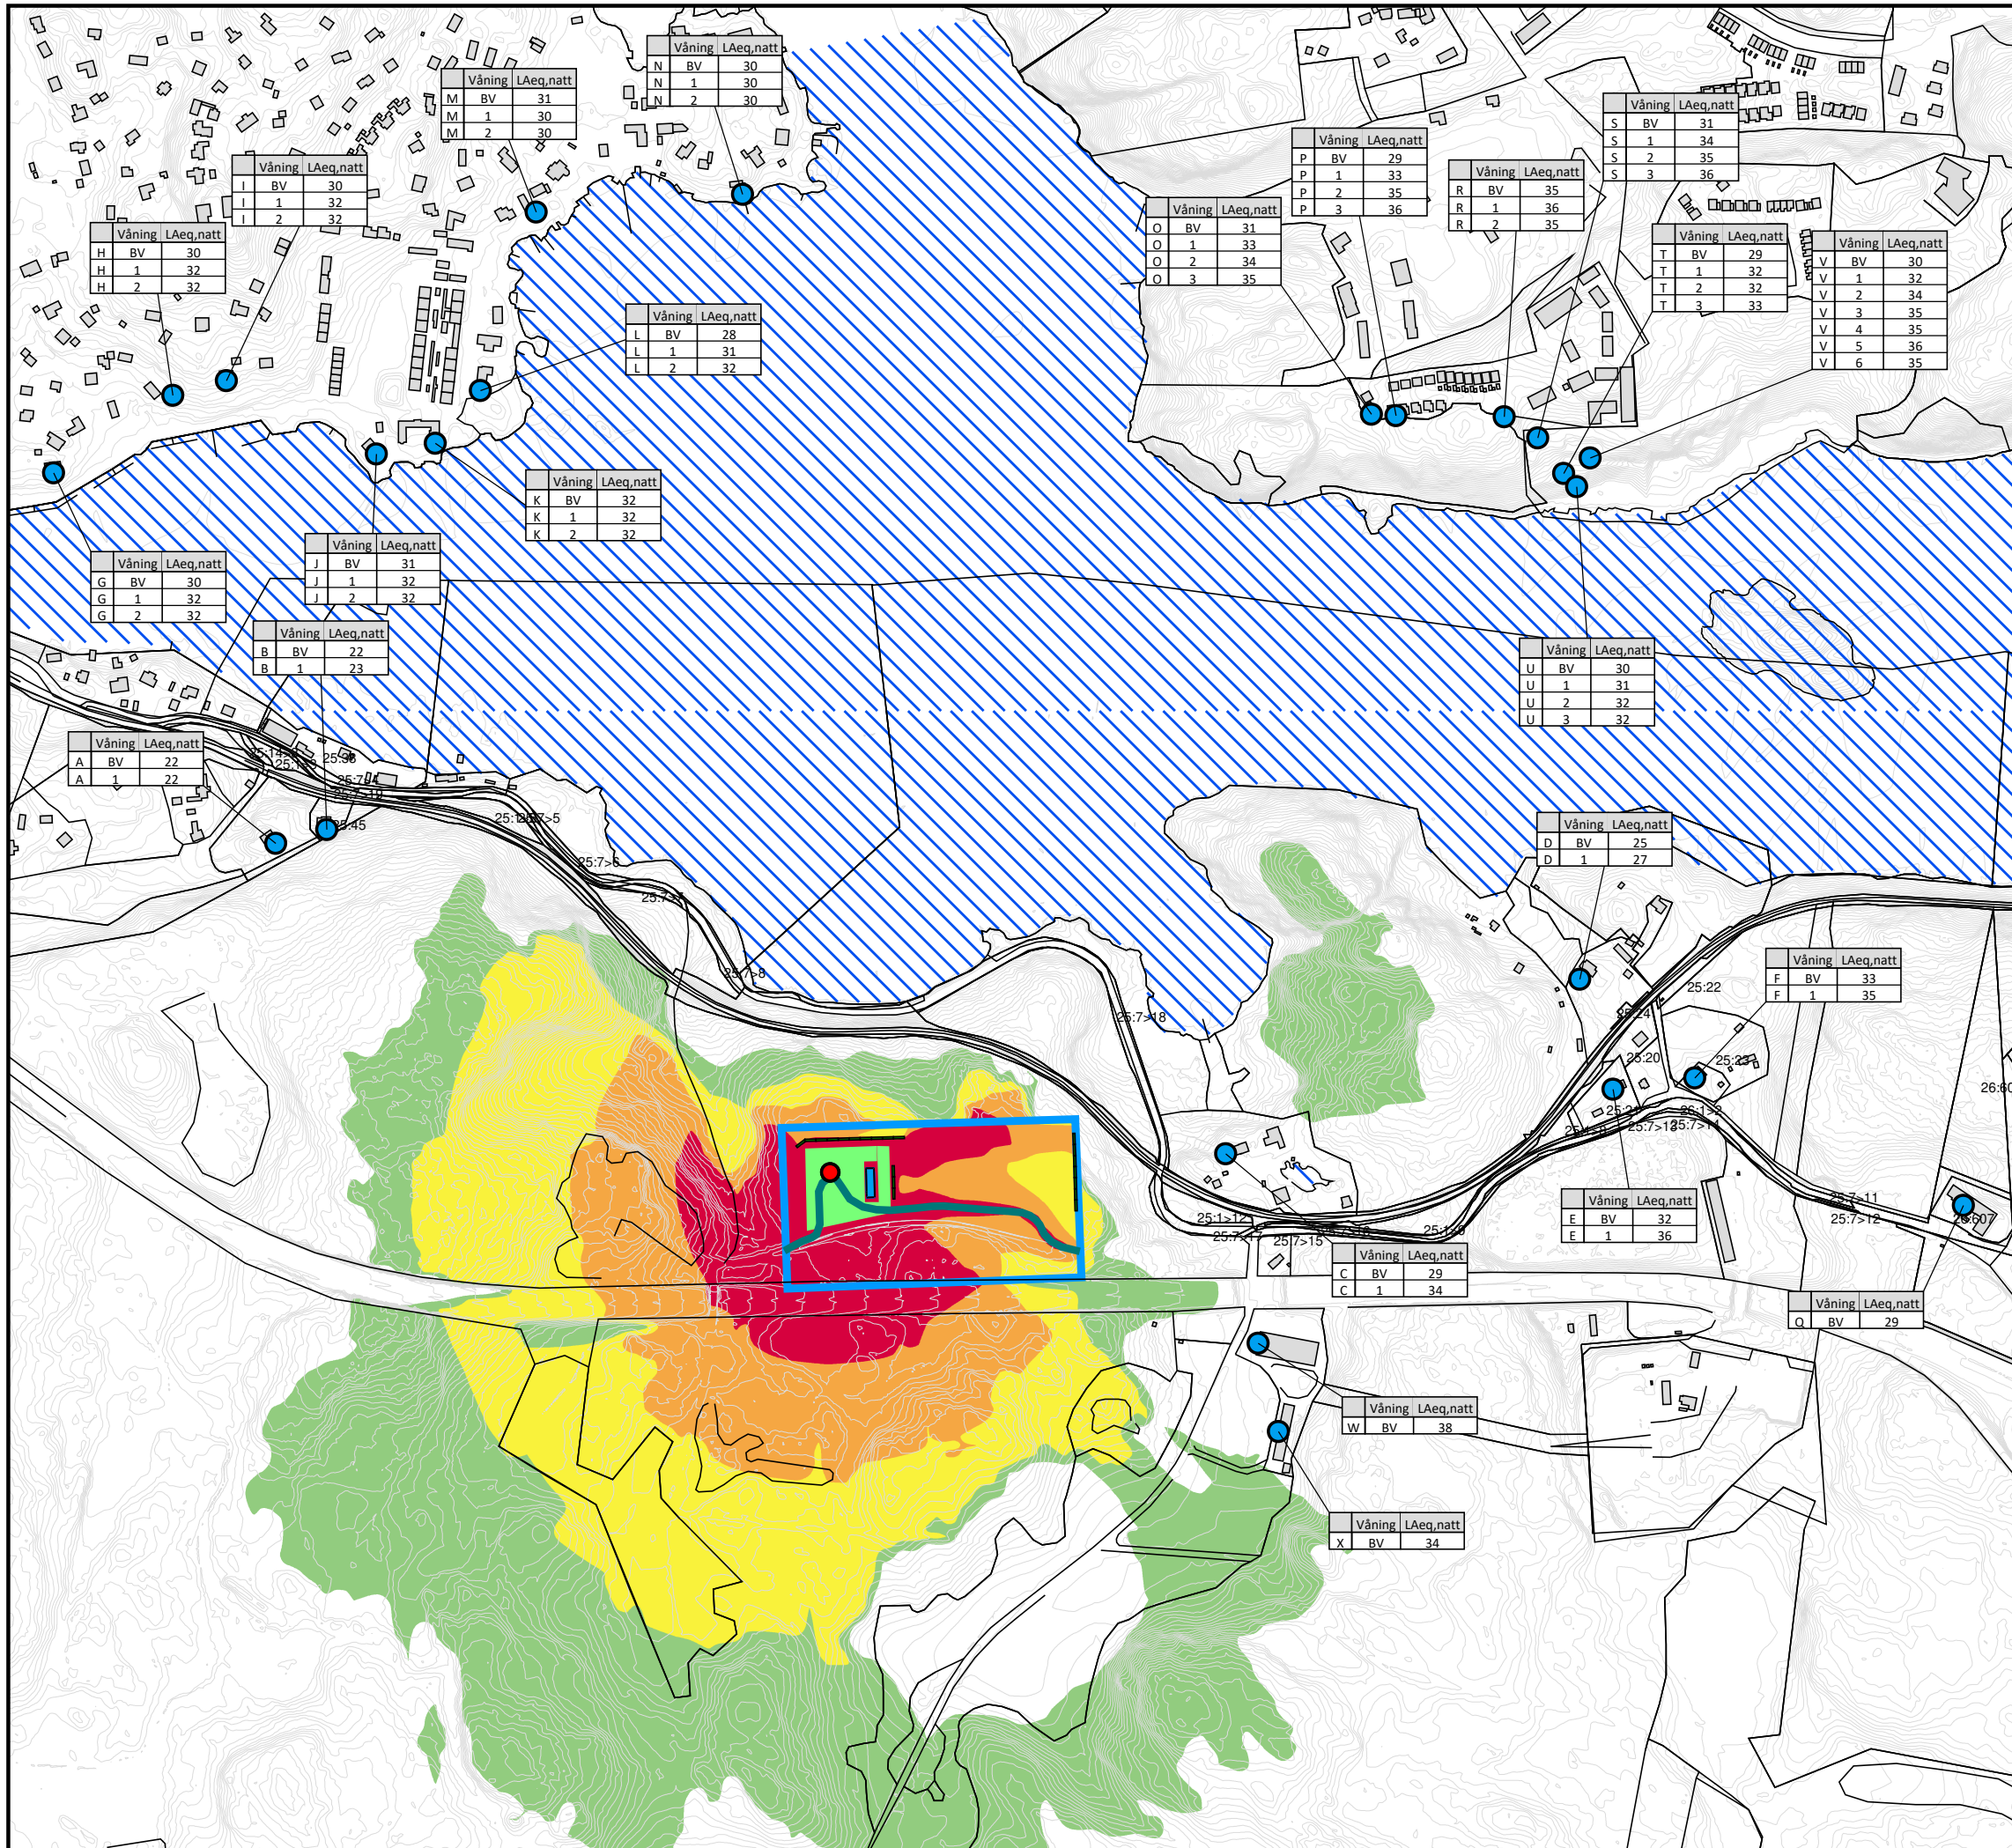 Våning LAeq,natt
N BV 30
N 1 30
N 2 30
Våning LAeq,natt
M BV 31
M 1 30
M 2 30
Våning LAeq,natt
S BV 31
S 1 34
S 2 35
S 3 36
Våning LAeq,natt
P BV 29
P 1 33
P 2 35
P 3 36
Våning LAeq,natt
I BV 30
I 1 32
I 2 32
Våning LAeq,natt
R BV 35
R 1 36
R 2 35
Våning LAeq,natt
O BV 31
O 1 33
O 2 34
O 3 35
Våning LAeq,natt
H BV 30
H 1 32
H 2 32
Våning LAeq,natt
T BV 29
T 1 32
T 2 32
T 3 33
Våning LAeq,natt
V BV 30
V 1 32
V 2 34
V 3 35
V 4 35
V 5 36
V 6 35
Våning LAeq,natt
L BV 28
L 1 31
L 2 32
Våning LAeq,natt
K BV 32
K 1 32
K 2 32
Våning LAeq,natt
J BV 31
J 1 32
J 2 32
Våning LAeq,natt
G BV 30
G 1 32
G 2 32
Våning LAeq,natt
B BV 22
B 1 23
Våning LAeq,natt
U BV 30
U 1 31
U 2 32
U 3 32
Våning LAeq,natt
A BV 22
A 1 22
25:7>5
25:7>6
25:7>8
Våning LAeq,natt
D BV 25
D 1 27
Våning LAeq,natt
F BV 33
F 1 35
25:22
25:24
25:7>18
25:20
25:23
26:1>2
25:7>13
25:7>11
Våning LAeq,natt
E BV 32
E 1 36
25:7>11
25:7>12
26:607
25:1>12
25:7>15
Våning LAeq,natt
C BV 29
C 1 34
Våning LAeq,natt
Q BV 29
Våning LAeq,natt
W BV 38
Våning LAeq,natt
X BV 34